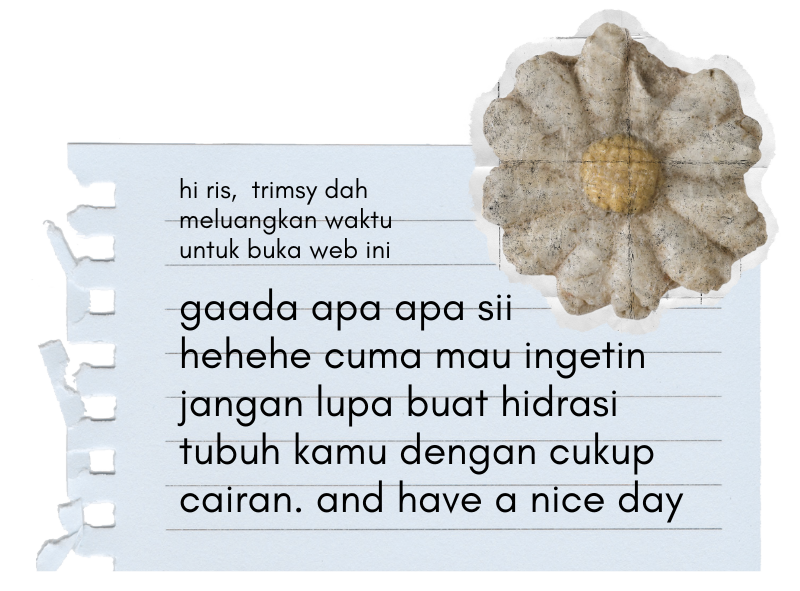 hi ris, trimsy dah
meluangkan waktu
untuk buka web ini
gaada apa apa sii
hehehe cuma mau ingetin
jangan lupa buat hidrasi
tubuh kamu dengan cukup
cairan. and have a nice day